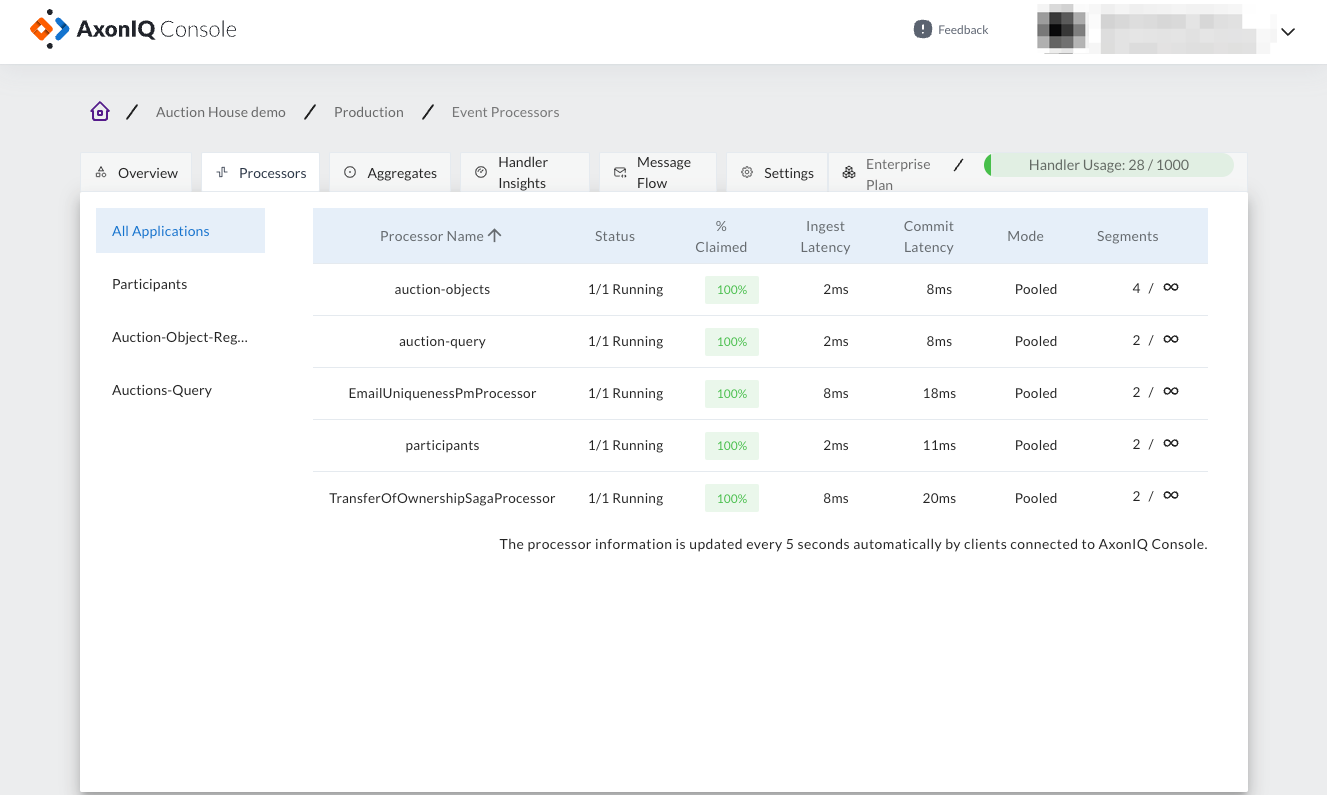 AxonIQ Console
Feedback
/ Auction House demo / Production / Event Processors
Overview
Processors
Aggregates
Handler
Insights
Message
Flow
Settings
Enterprise
Plan
/
Handler Usage: 28 / 1000
All Applications
Participants
Auction-Object-Reg...
Auctions-Query
Processor Name Status % Claimed Ingest Latency Commit Latency Mode Segments
auction-objects 1/1 Running 100% 2ms 8ms Pooled 4 / ∞
auction-query 1/1 Running 100% 2ms 8ms Pooled 2 / ∞
EmailUniquenessPmProcessor 1/1 Running 100% 8ms 18ms Pooled 2 / ∞
participants 1/1 Running 100% 2ms 11ms Pooled 2 / ∞
TransferOfOwnershipSagaProcessor 1/1 Running 100% 8ms 20ms Pooled 2 / ∞
The processor information is updated every 5 seconds automatically by clients connected to AxonIQ Console.